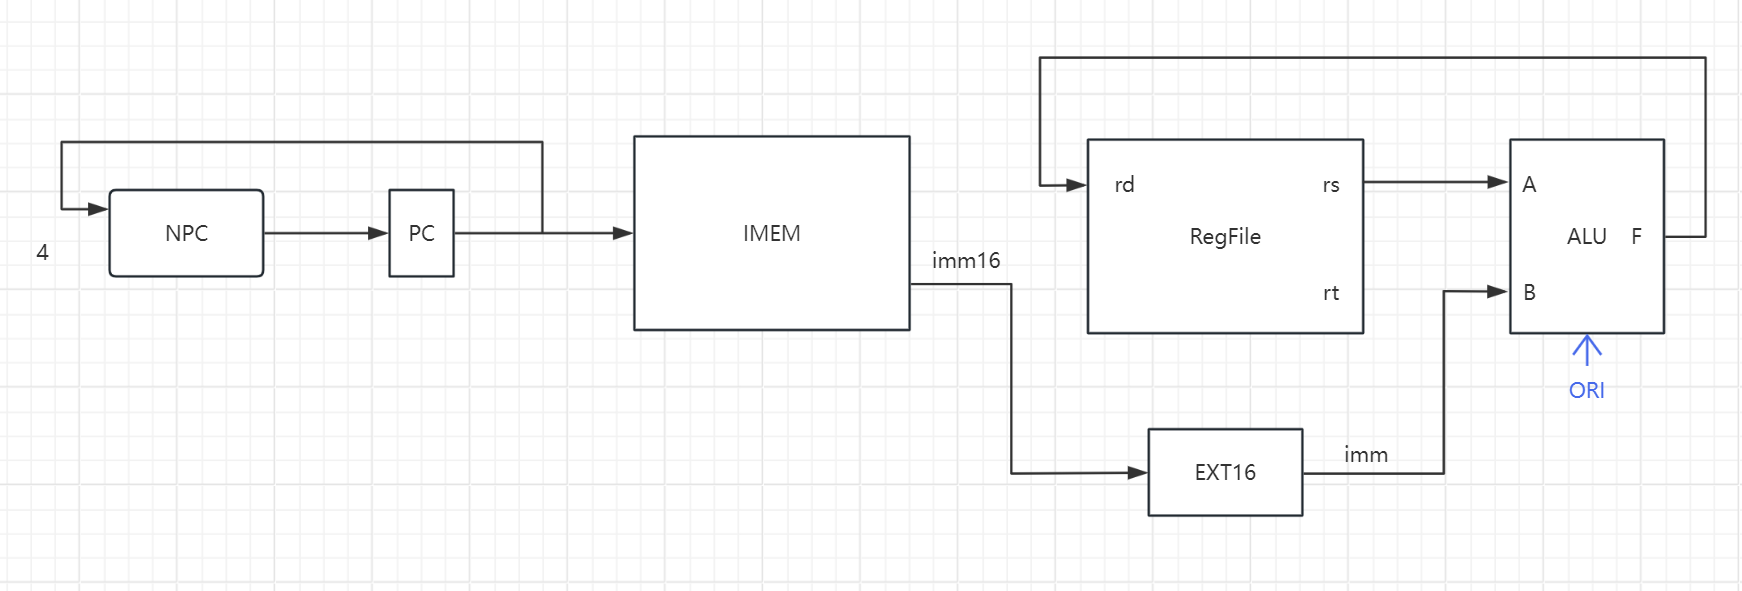 4
NPC
PC
IMEM
imm16
rd
rs
RegFile
rt
A
ALU
F
B
ORI
EXT16
imm